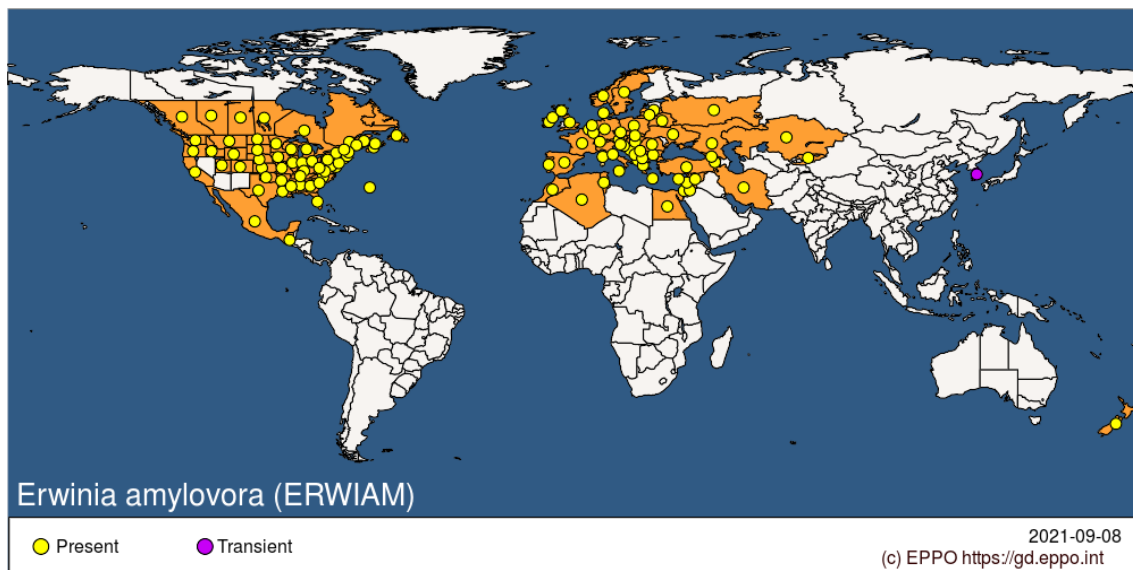 Erwinia amylovora (ERWIAM)
Present
Transient
2021-09-08
(c) EPPO https://gd.eppo.int